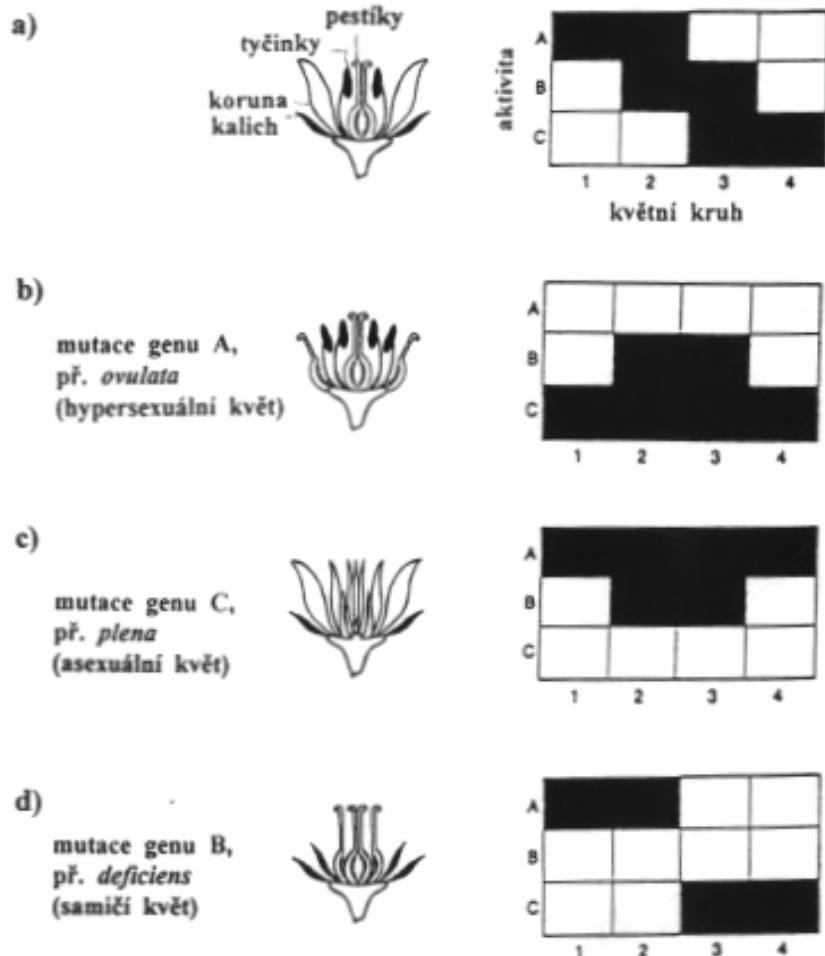 a)
pestíky
tyčinky
koruna
kalich
aktivita
A
B
C
1 2 3 4
květní kruh
b)
mutace genu A,
př. ovulata
(hypersexuální květ)
A
B
C
1 2 3 4
c)
mutace genu C,
př. plena
(asexuální květ)
A
B
C
1 2 3 4
d)
mutace genu B,
př. deficiens
(samičí květ)
A
B
C
1 2 3 4